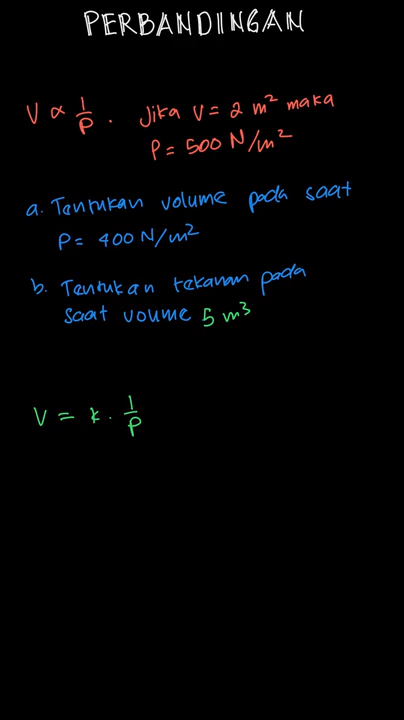 PERBANDINGAN
V ∝ 1/P . Jika V = 2 m² maka
P = 500 N/m²
a. Tentukan volume pada saat
P = 400 N/m²
b. Tentukan tekanan pada
saat voume 5 m³
V = k . 1/P